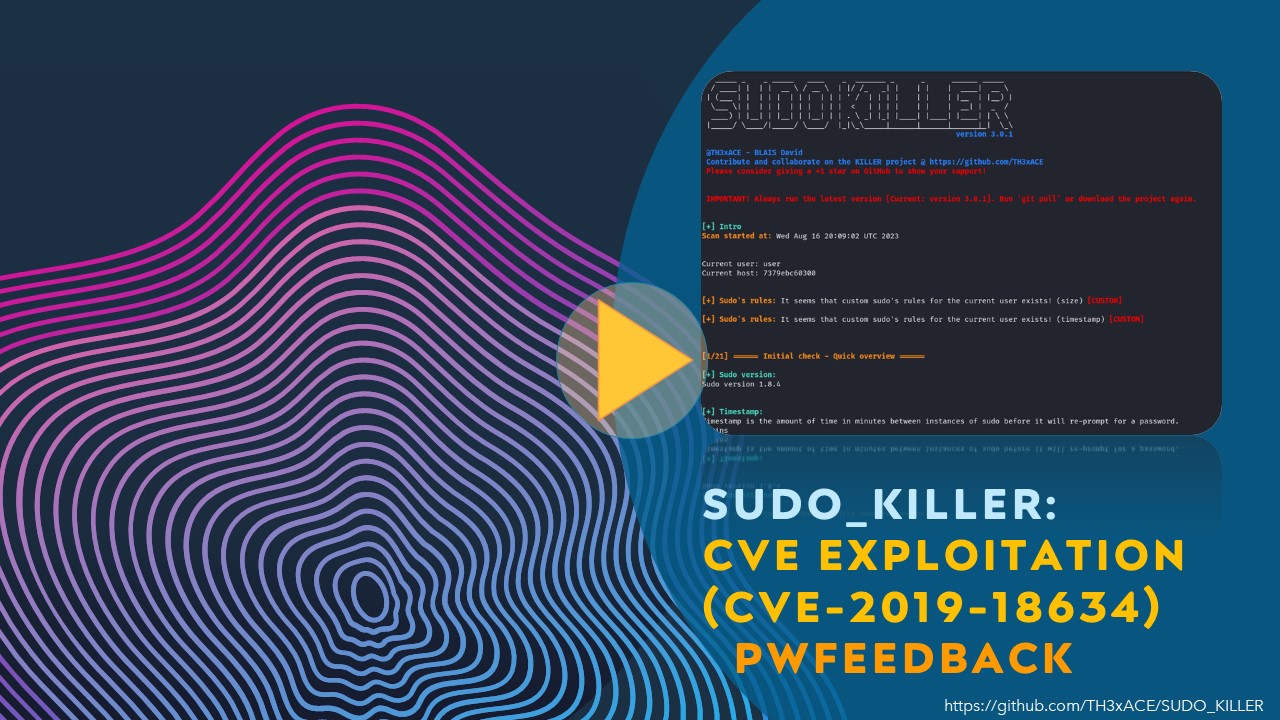 SUDOKILLER
version 3.0.1
@TH3xACE - BLAIS David
Contribute and collaborate on the KILLER project @ https://github.com/TH3xACE
Please consider giving a +1 star on GitHub to show your support!
IMPORTANT! Always run the latest version [Current: version 3.0.1]. Run 'git pull' or download the project again.
[+] Intro
Scan started at: Wed Aug 16 20:09:02 UTC 2023
Current user: user
Current host: 7379ebc60300
[+] Sudo's rules: It seems that custom sudo's rules for the current user exists! (size) [CUSTOM]
[+] Sudo's rules: It seems that custom sudo's rules for the current user exists! (timestamp) [CUSTOM]
[1/21] ══════ Initial check - Quick overview ══════
[+] Sudo version:
Sudo version 1.8.4
[+] Timestamp:
Timestamp is the amount of time in minutes between instances of sudo before it will re-prompt for a password.
SUDO_KILLER:
CVE EXPLOITATION
(CVE-2019-18634)
PWFEEDBACK
https://github.com/TH3xACE/SUDO_KILLER